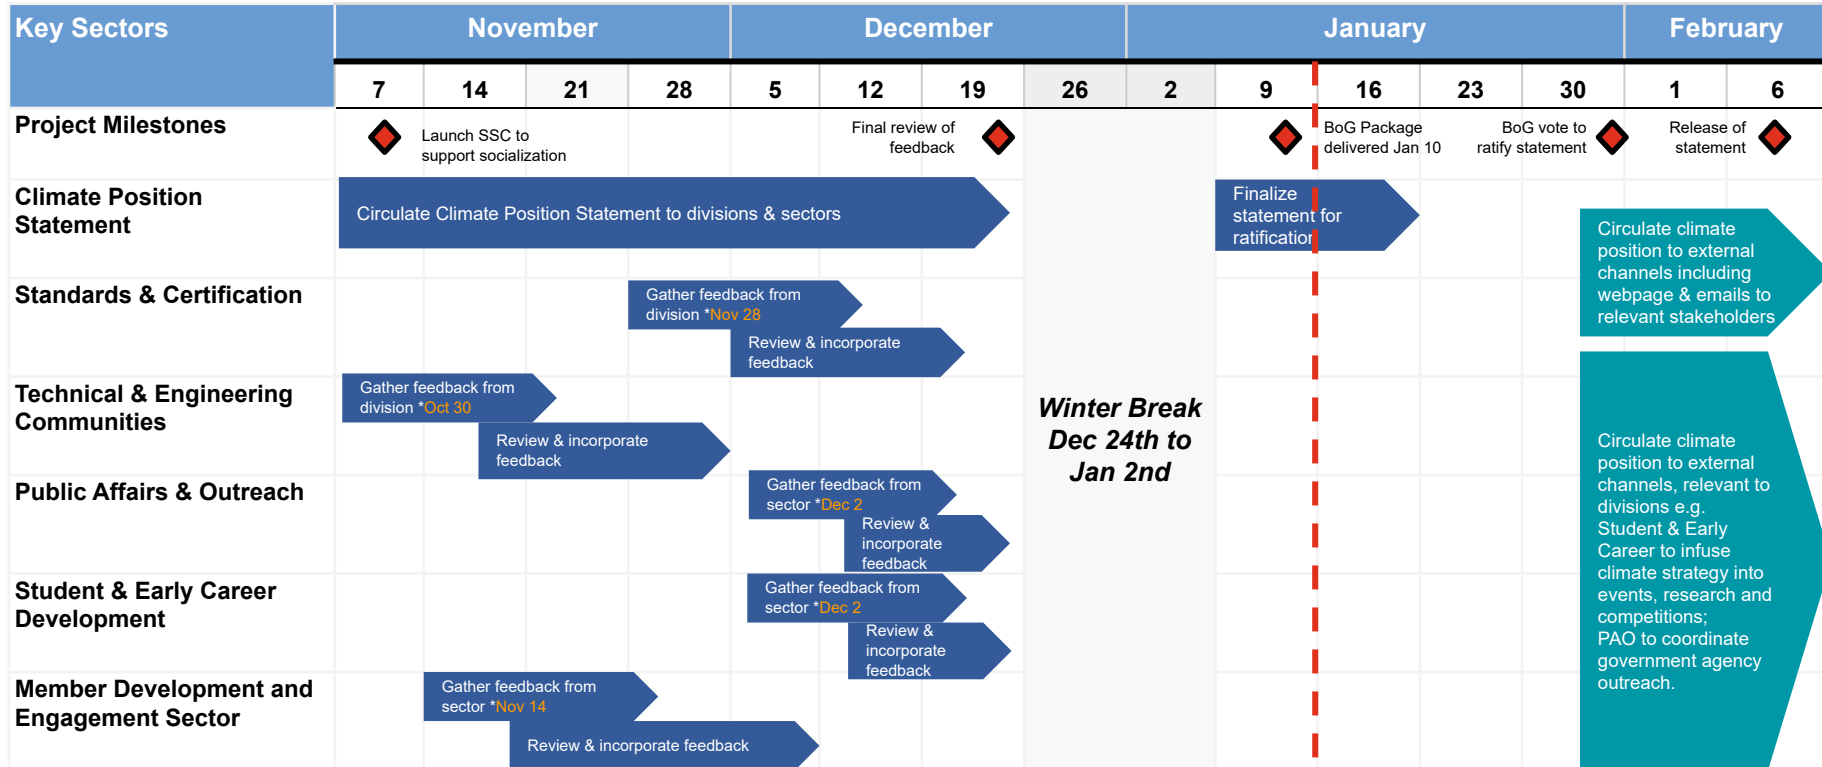 Key Sectors
November
December
January
February
7
14
21
28
5
12
19
26
2
9
16
23
30
1
6
Project Milestones
Launch SSC to
support socialization
Final review of
feedback
BoG Package
delivered Jan 10
BoG vote to
ratify statement
Release of
statement
Climate Position
Statement
Circulate Climate Position Statement to divisions & sectors
Finalize
statement for
ratification
Circulate climate
position to external
channels including
webpage & emails to
relevant stakeholders
Standards & Certification
Gather feedback from
division *Nov 28
Review & incorporate
feedback
Technical & Engineering
Communities
Gather feedback from
division *Oct 30
Review & incorporate
feedback
Winter Break
Dec 24th to
Jan 2nd
Circulate climate
position to external
channels, relevant to
divisions e.g.
Student & Early
Career to infuse
climate strategy into
events, research and
competitions;
PAO to coordinate
government agency
outreach.
Public Affairs & Outreach
Gather feedback from
sector *Dec 2
Review &
incorporate
feedback
Student & Early Career
Development
Gather feedback from
sector *Dec 2
Review &
incorporate
feedback
Member Development and
Engagement Sector
Gather feedback from
sector *Nov 14
Review & incorporate feedback